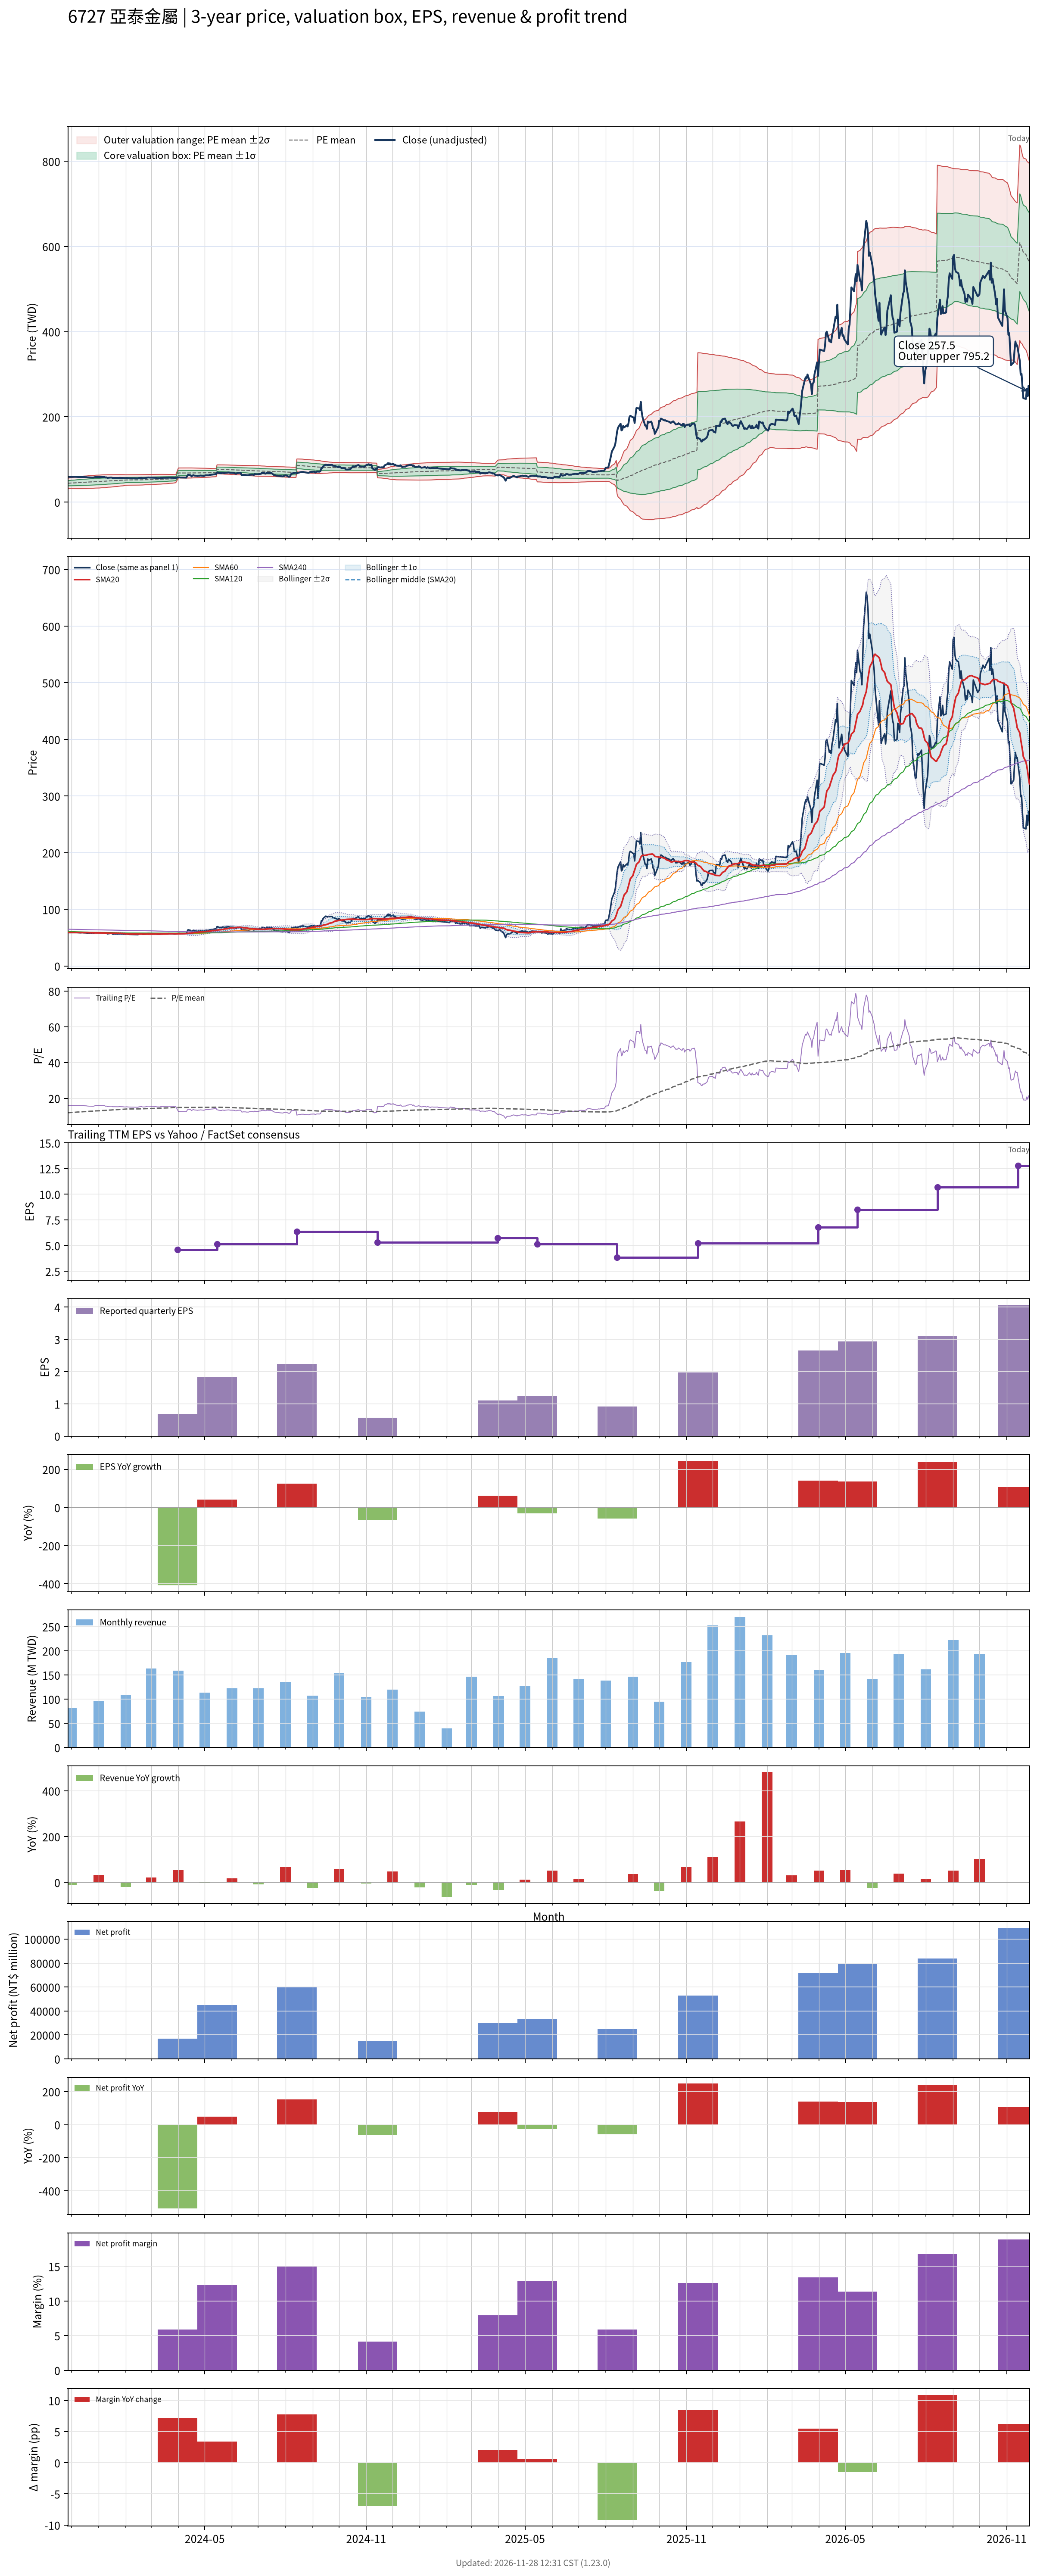 6727 亞泰金屬 | 3-year price, valuation box, EPS, revenue & profit trend
Outer valuation range: PE mean ±2σ
Core valuation box: PE mean ±1σ
PE mean
Close (unadjusted)
Today
Price (TWD)
800
600
400
200
0
Close 257.5
Outer upper 795.2
Close (same as panel 1)
SMA20
SMA60
SMA120
SMA240
Bollinger ±2σ
Bollinger ±1σ
Bollinger middle (SMA20)
Price
700
600
500
400
300
200
100
0
Trailing P/E
P/E mean
P/E
80
60
40
20
Trailing TTM EPS vs Yahoo / FactSet consensus
Today
EPS
15.0
12.5
10.0
7.5
5.0
2.5
Reported quarterly EPS
EPS
4
3
2
1
0
EPS YoY growth
YoY (%)
200
0
-200
-400
Monthly revenue
Revenue (M TWD)
250
200
150
100
50
0
Revenue YoY growth
YoY (%)
400
200
0
Month
Net profit
Net profit (NT$ million)
100000
80000
60000
40000
20000
0
Net profit YoY
YoY (%)
200
0
-200
-400
Net profit margin
Margin (%)
15
10
5
0
Margin YoY change
Δ margin (pp)
10
5
0
-5
-10
2024-05
2024-11
2025-05
2025-11
2026-05
2026-11
Updated: 2026-11-28 12:31 CST (1.23.0)